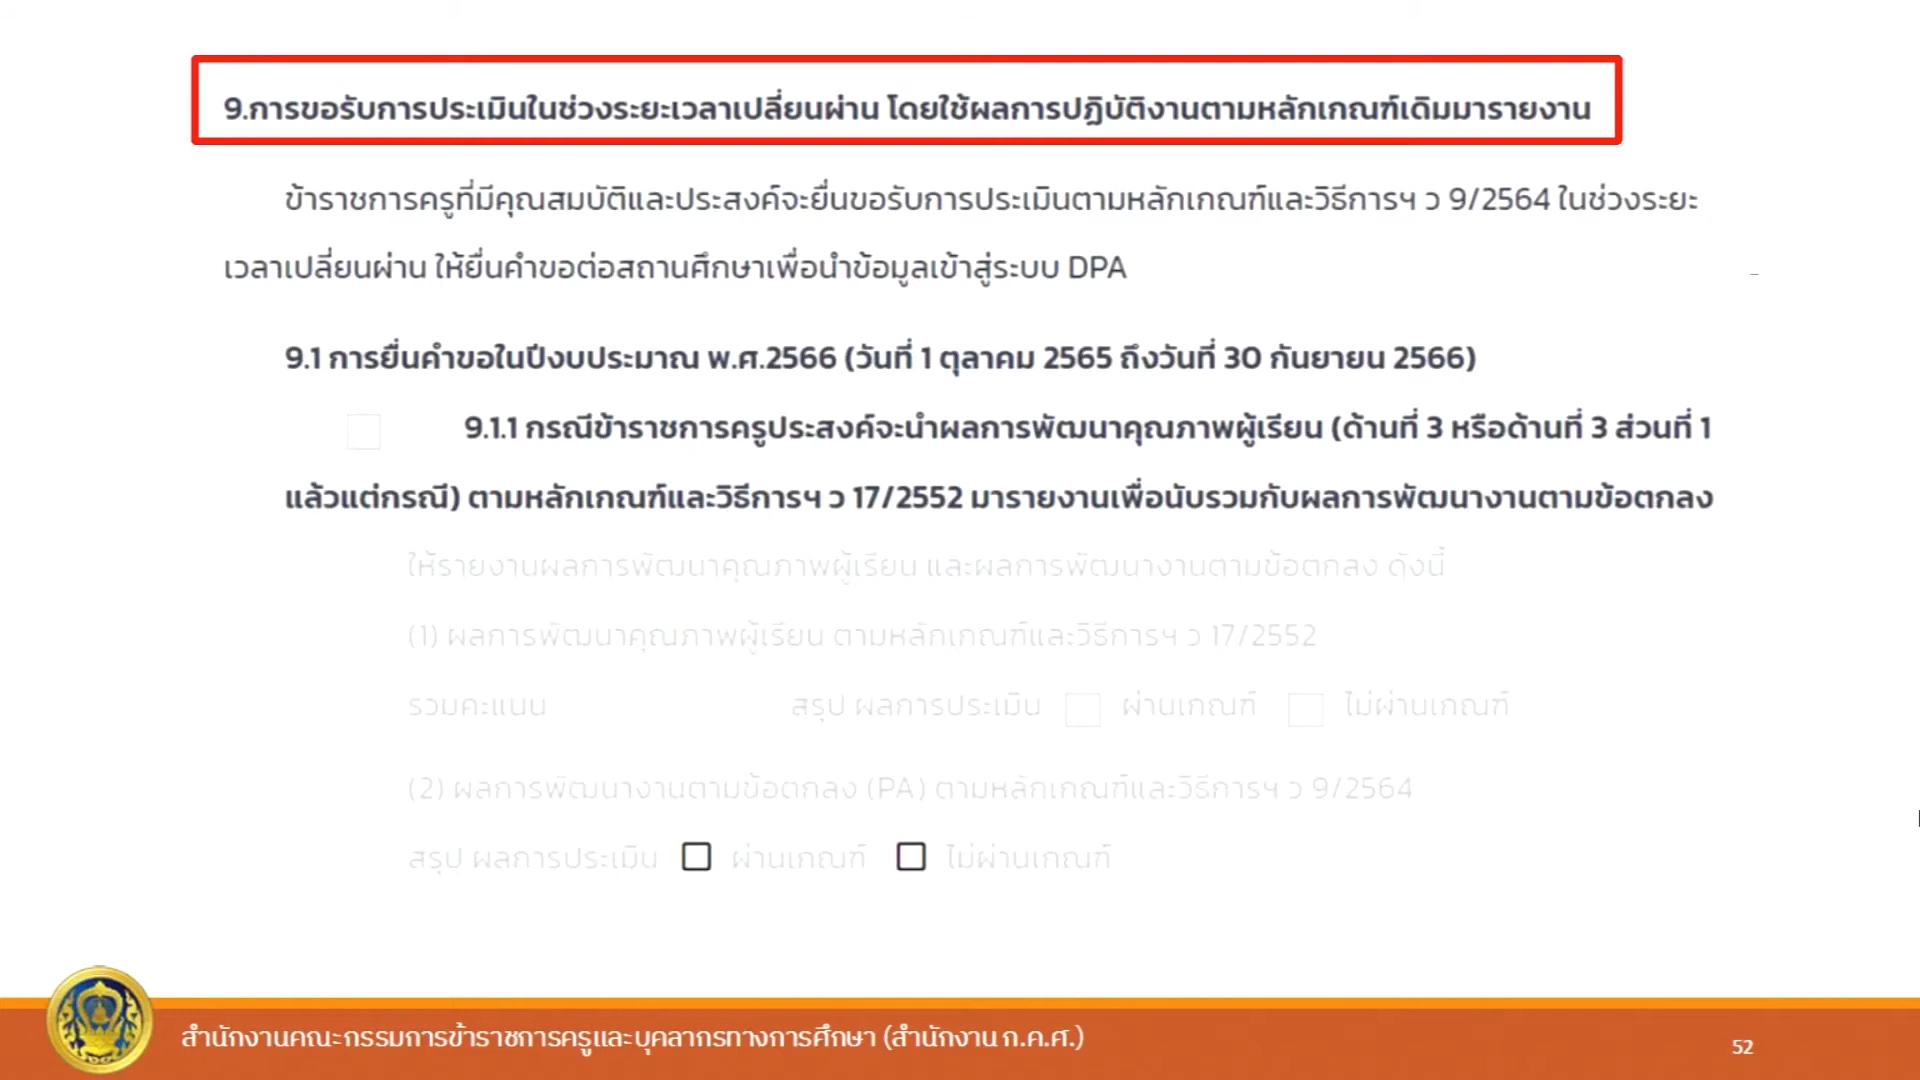 9.การขอรับการประเมินในช่วงระยะเวลาเปลี่ยนผ่าน โดยใช้ผลการปฏิบัติงานตามหลักเกณฑ์เดิมมารายงาน
ข้าราชการครูที่มีคุณสมบัติและประสงค์จะยื่นขอรับการประเมินตามหลักเกณฑ์และวิธีการฯ ว 9/2564 ในช่วงระยะ
เวลาเปลี่ยนผ่าน ให้ยื่นคำขอต่อสถานศึกษาเพื่อนำข้อมูลเข้าสู่ระบบ DPA
9.1 การยื่นคำขอในปีงบประมาณ พ.ศ.2566 (วันที่ 1 ตุลาคม 2565 ถึงวันที่ 30 กันยายน 2566)
9.1.1 กรณีข้าราชการครูประสงค์จะนำผลการพัฒนาคุณภาพผู้เรียน (ด้านที่ 3 หรือด้านที่ 3 ส่วนที่ 1
แล้วแต่กรณี) ตามหลักเกณฑ์และวิธีการฯ ว 17/2552 มารายงานเพื่อนับรวมกับผลการพัฒนางานตามข้อตกลง
ให้รายงานผลการพัฒนาคุณภาพผู้เรียน และผลการพัฒนางานตามข้อตกลง ดังนี้
(1) ผลการพัฒนาคุณภาพผู้เรียน ตามหลักเกณฑ์และวิธีการฯ ว 17/2552
รวมคะแนน สรุป ผลการประเมิน ผ่านเกณฑ์ ไม่ผ่านเกณฑ์
(2) ผลการพัฒนางานตามข้อตกลง (PA) ตามหลักเกณฑ์และวิธีการฯ ว 9/2564
สรุป ผลการประเมิน ผ่านเกณฑ์ ไม่ผ่านเกณฑ์
สำนักงานคณะกรรมการข้าราชการครูและบุคลากรทางการศึกษา (สำนักงาน ก.ค.ศ.)
52